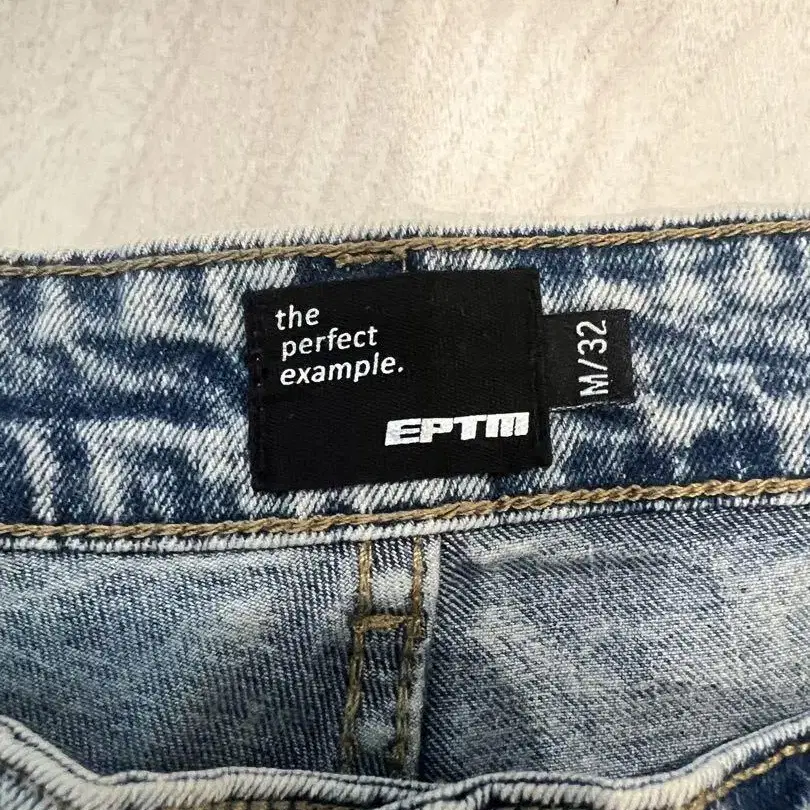 the
perfect
example.
EPTM
M/32